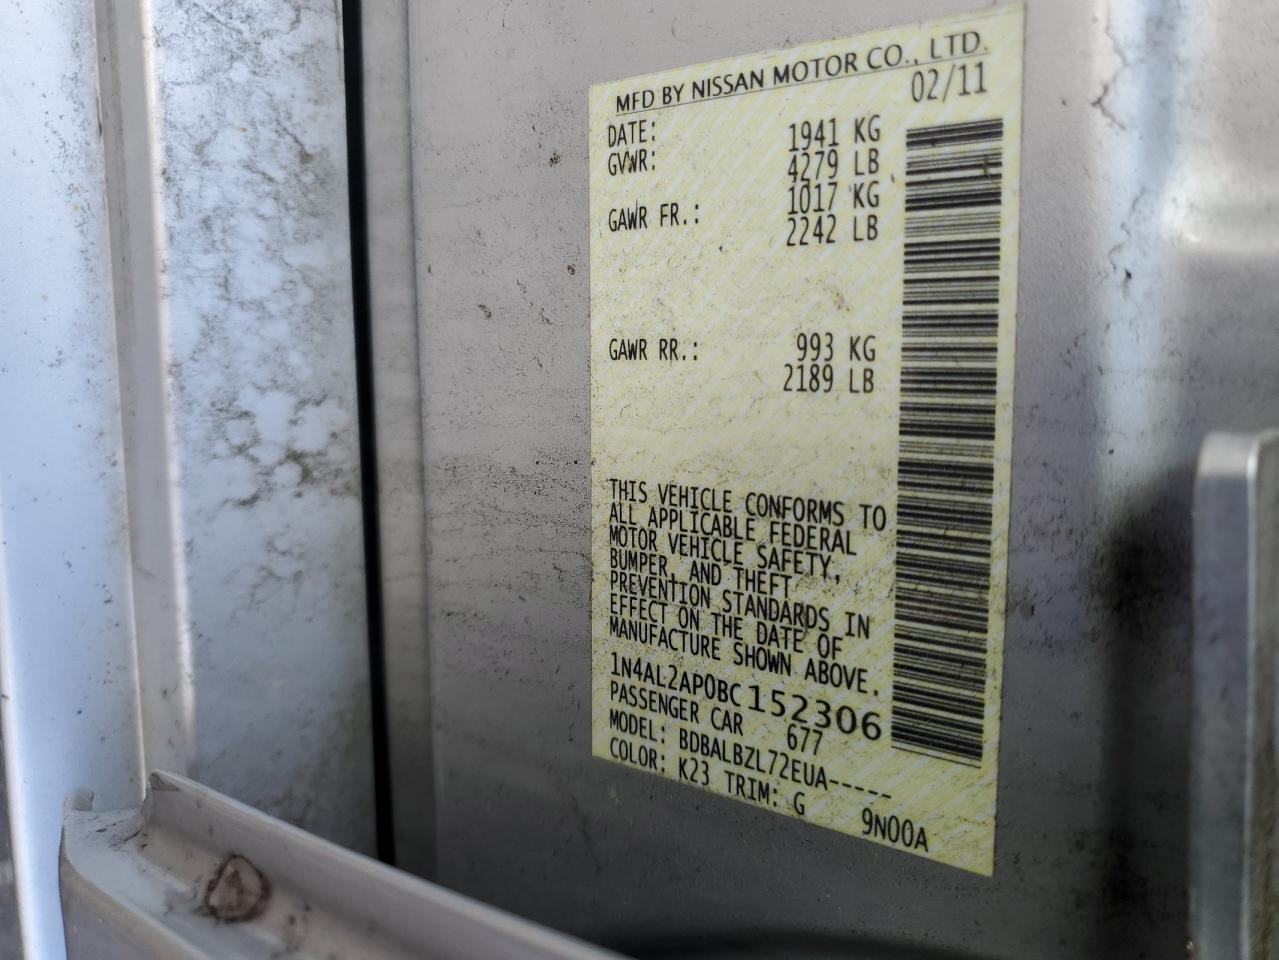 MFD BY NISSAN MOTOR CO., LTD.
DATE: 02/11
GVWR: 1941 KG
4279 LB
GAWR FR.: 1017 KG
2242 LB
GAWR RR.: 993 KG
2189 LB
THIS VEHICLE CONFORMS TO
ALL APPLICABLE FEDERAL
MOTOR VEHICLE SAFETY,
BUMPER, AND THEFT
PREVENTION STANDARDS IN
EFFECT ON THE DATE OF
MANUFACTURE SHOWN ABOVE.
1N4AL2AP0BC152306
PASSENGER CAR 677
MODEL: BDBALBZL72EUA-----
COLOR: K23 TRIM: G 9N00A